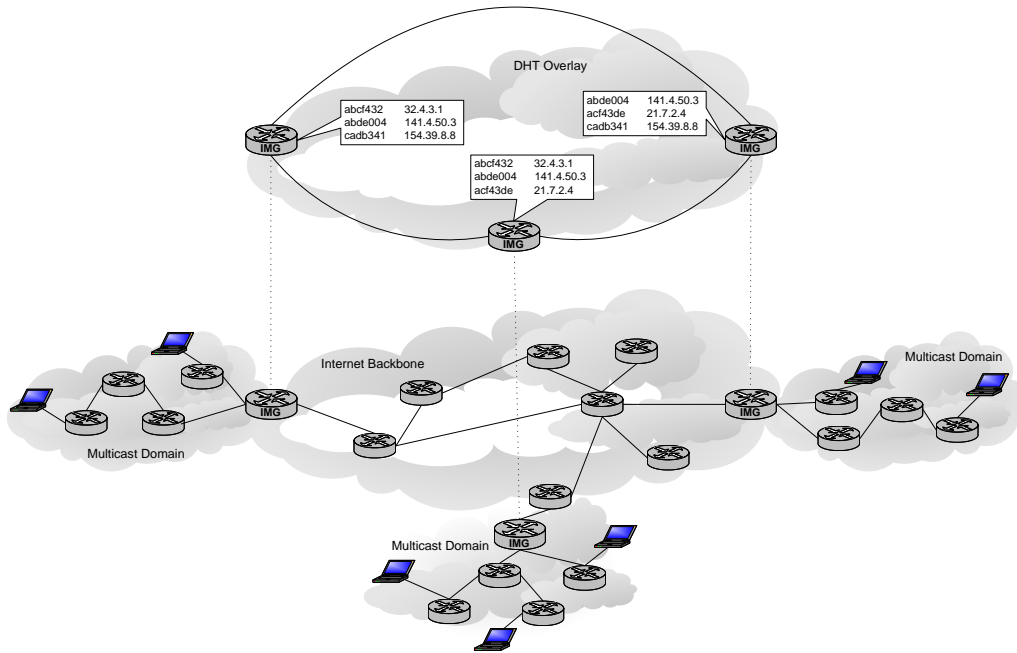 DHT Overlay
abcf432 32.4.3.1
abde004 141.4.50.3
cadb341 154.39.8.8
abde004 141.4.50.3
acf43de 21.7.2.4
cadb341 154.39.8.8
IMG
IMG
abcf432 32.4.3.1
abde004 141.4.50.3
acf43de 21.7.2.4
IMG
Internet Backbone
Multicast Domain
IMG
IMG
Multicast Domain
IMG
Multicast Domain